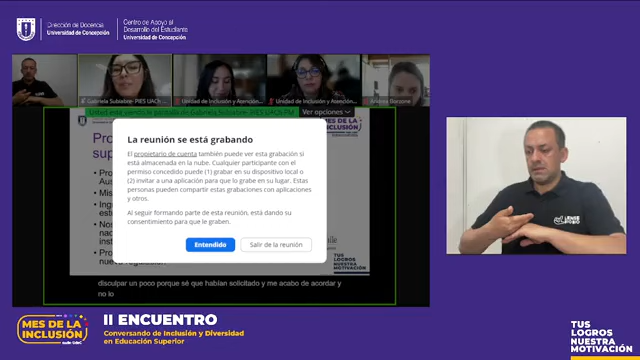 Dirección de Docencia
Universidad de Concepción
Centro de Apoyo al
Desarrollo del Estudiante
Universidad de Concepción
Gabriela Subiabre- PIES UACh
Unidad de Inclusión y Atención...
Unidad de Inclusión y Atención...
Ver opciones
MES DE LA
INCLUSIÓN
La reunión se está grabando
El propietario de cuenta también puede ver esta grabación si
está almacenada en la nube. Cualquier participante con el
permiso concedido puede (1) grabar en su dispositivo local o
(2) invitar a una aplicación para que lo grabe en su lugar. Estas
personas pueden compartir estas grabaciones con aplicaciones
y otros.
Al seguir formando parte de esta reunión, está dando su
consentimiento para que le graben.
Entendido
Salir de la reunión
TUS
LOGROS
NUESTRA
MOTIVACIÓN
disculpar un poco porque sé que habían solicitado y me acabo de acordar y
no lo
MES DE LA
INCLUSIÓN
II ENCUENTRO
Conversando de Inclusión y Diversidad
en Educación Superior
TUS
LOGROS
NUESTRA
MOTIVACIÓN